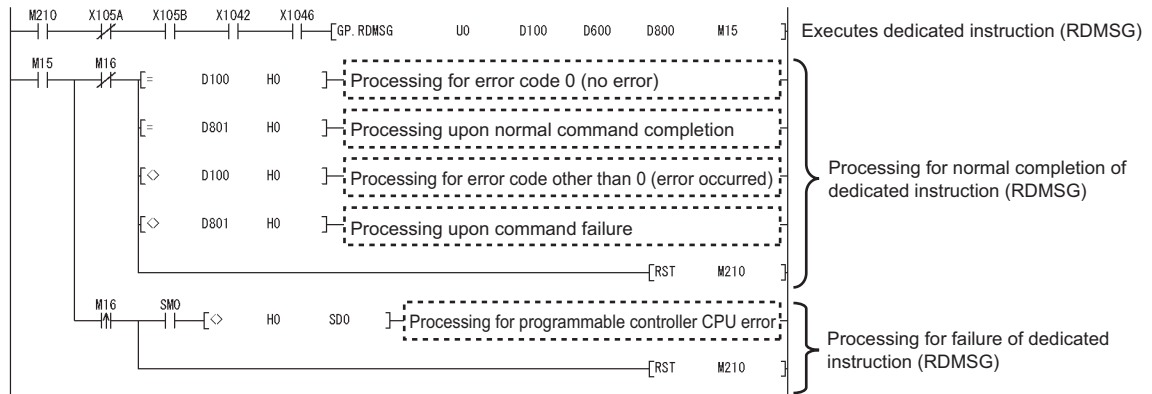 M210 X105A X105B X1042 X1046
GP.RDMSG U0 D100 D600 D800 M15
Executes dedicated instruction (RDMSG)
M15 M16
= D100 H0
Processing for error code 0 (no error)
= D801 H0
Processing upon normal command completion
<> D100 H0
Processing for error code other than 0 (error occurred)
<> D801 H0
Processing upon command failure
RST M210
Processing for normal completion of
dedicated instruction (RDMSG)
M16 SM0
<> H0 SD0
Processing for programmable controller CPU error
RST M210
Processing for failure of dedicated
instruction (RDMSG)